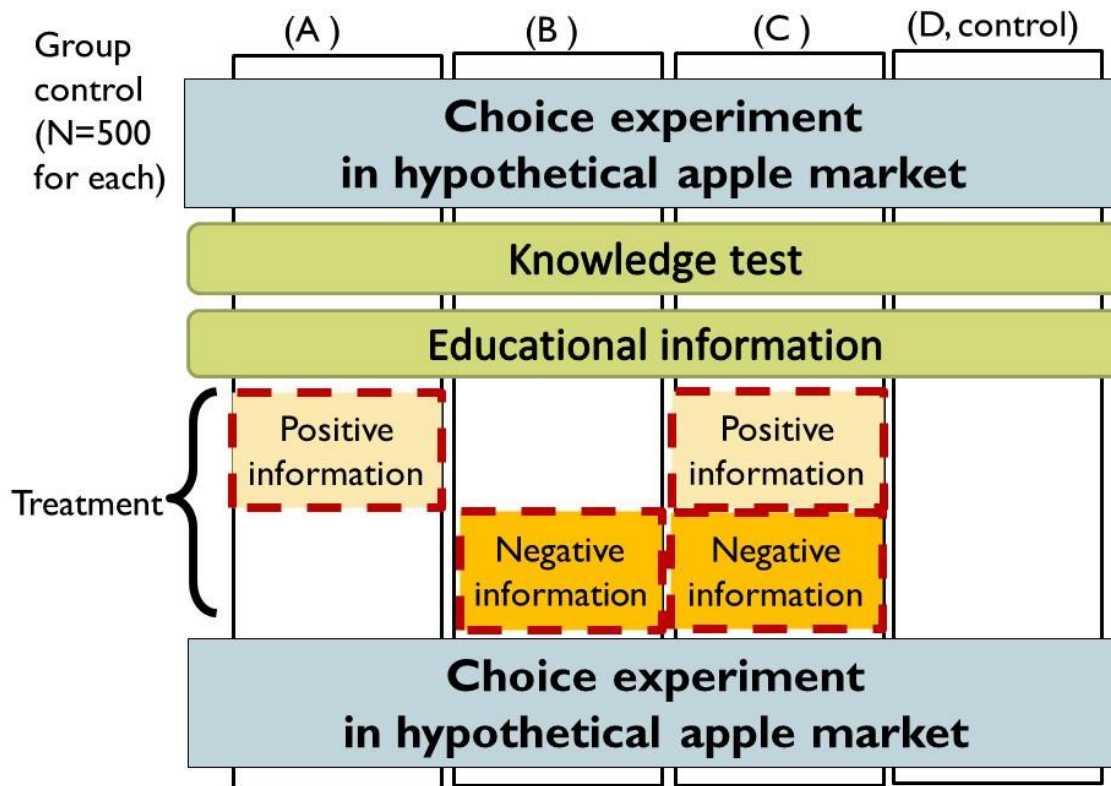 Group
control
(N=500
for each)
(A )
(B )
(C )
(D, control)
Choice experiment
in hypothetical apple market
Knowledge test
Educational information
Treatment
Positive
information
Positive
information
Negative
information
Negative
information
Choice experiment
in hypothetical apple market